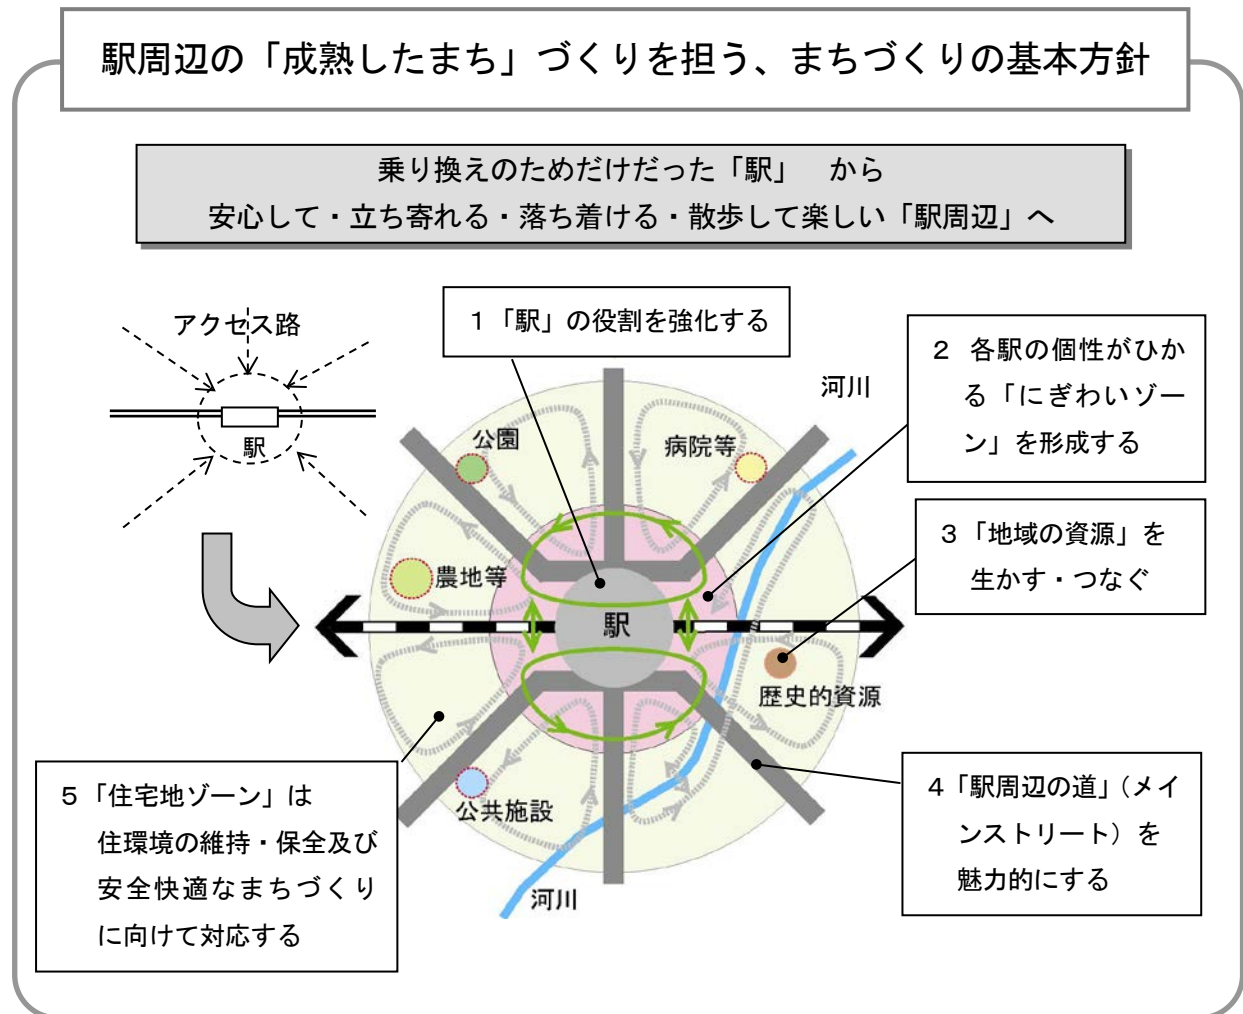 駅周辺の「成熟したまち」づくりを担う、まちづくりの基本方針
乗り換えのためだけだった「駅」　から
安心して・立ち寄れる・落ち着ける・散歩して楽しい「駅周辺」へ
アクセス路
駅
１「駅」の役割を強化する
２ 各駅の個性がひか
る「にぎわいゾー
ン」を形成する
３「地域の資源」を
生かす・つなぐ
４「駅周辺の道」（メイ
ンストリート）を
魅力的にする
５「住宅地ゾーン」は
住環境の維持・保全及び
安全快適なまちづくり
に向けて対応する
河川
公園
病院等
農地等
駅
歴史的資源
公共施設
河川